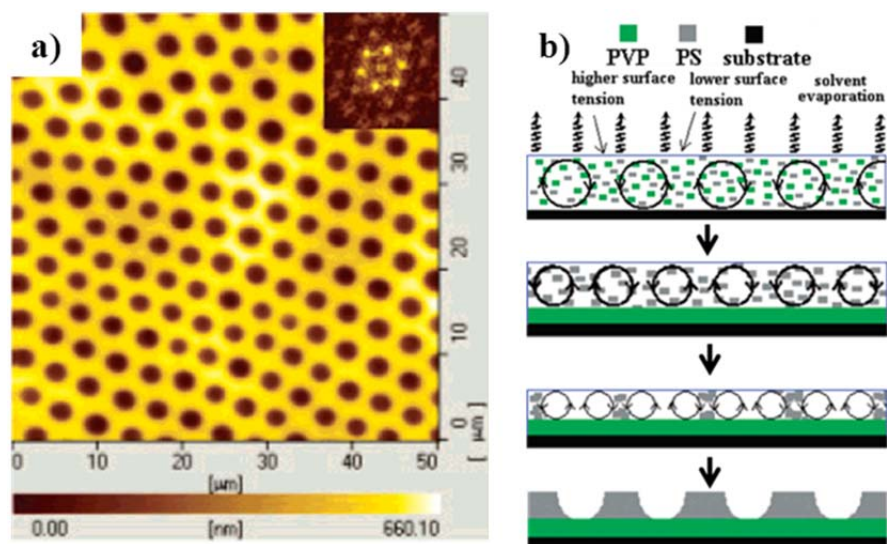 a)
40
30
20
10
0
[ µm ]
0
10
20
30
40
50
[µm]
0.00
[nm]
660.10
b)
PVP
PS
substrate
higher surface
tension
lower surface
tension
solvent
evaporation